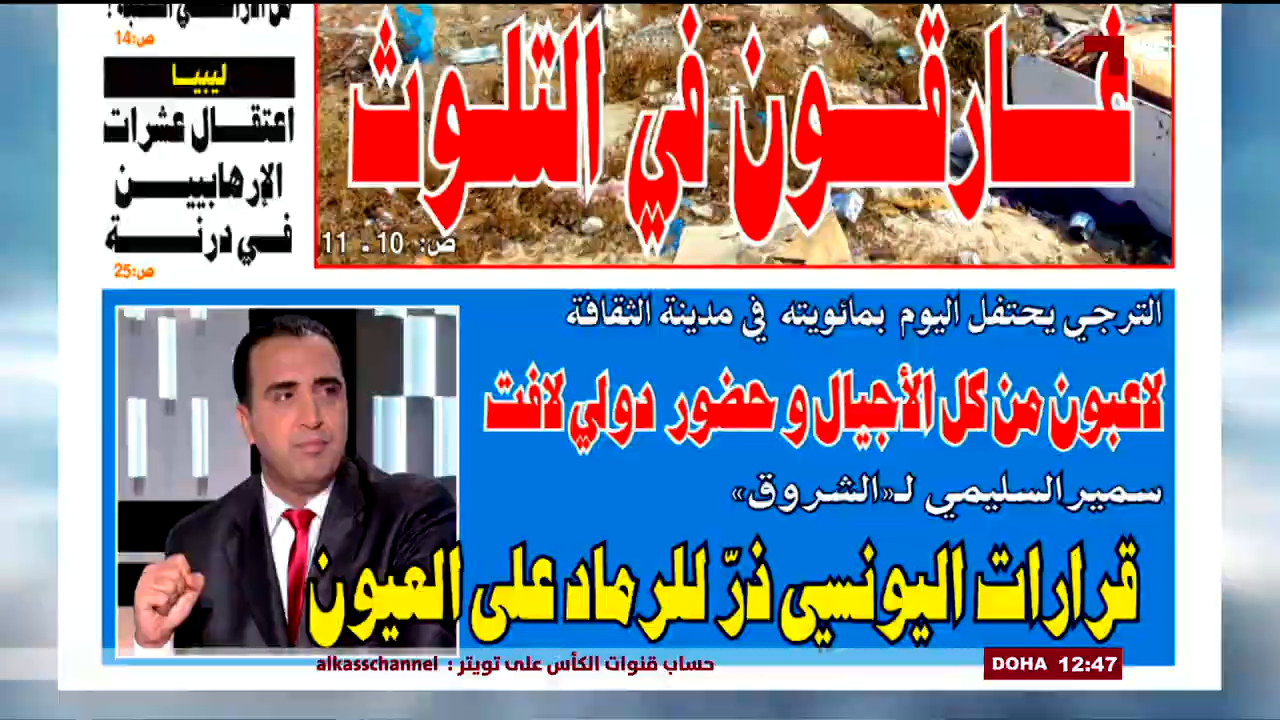 ص:14
ليبيا
اعتقال عشرات
الإرهابيين
في درنة
ص:25
غارقون في التلوث
ص: 10 - 11
الترجي يحتفل اليوم بمائويته في مدينة الثقافة
لاعبون من كل الأجيال و حضور دولي لافت
سمير السليمي لـ«الشروق»
قرارات اليونسي ذرّ للرماد على العيون
حساب قنوات الكأس على تويتر : alkasschannel
DOHA 12:47